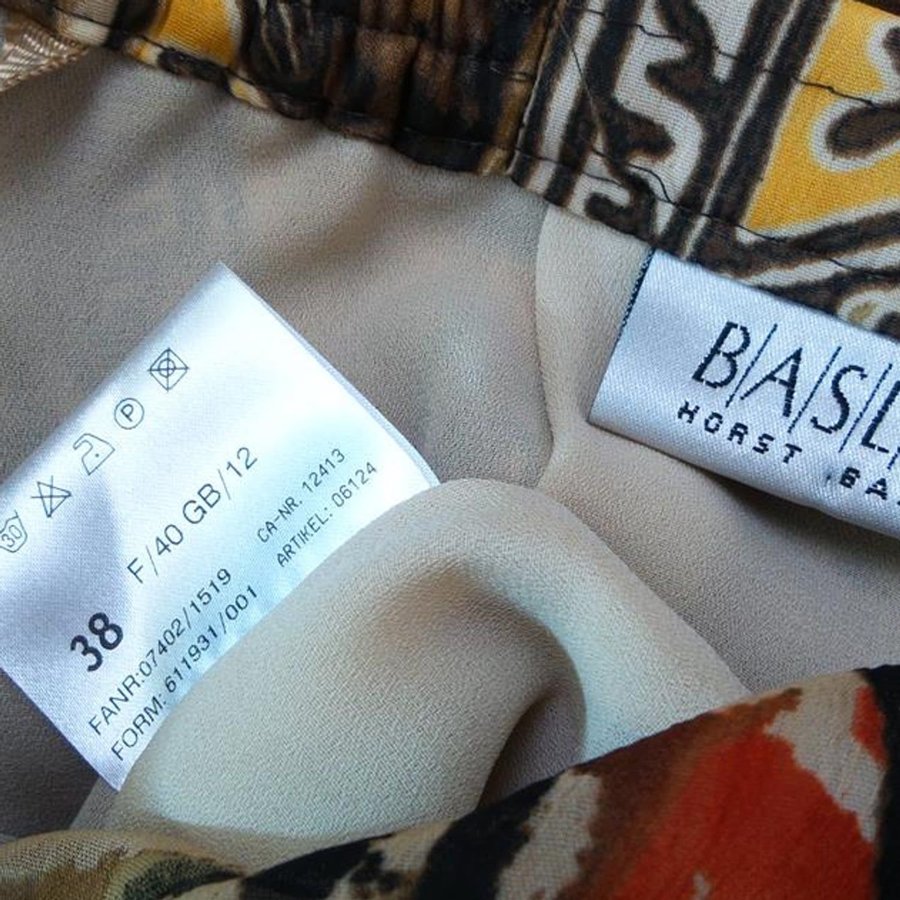 30
P
38 F/40 GB/12
FANR:07402/1519 CA-NR. 12413
FORM: 611931/001 ARTIKEL: 06124
B/A/S/L
HORST BA